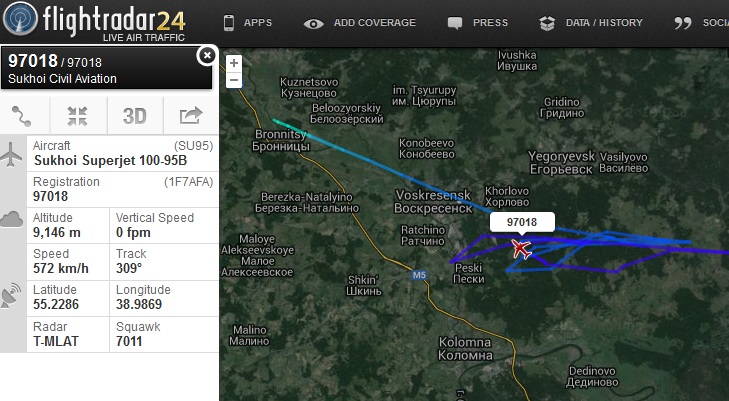 flightradar24
LIVE AIR TRAFFIC
APPS
ADD COVERAGE
PRESS
DATA / HISTORY
SOCI
97018 / 97018
Sukhoi Civil Aviation
3D
Aircraft (SU95)
Sukhoi Superjet 100-95B
Registration (1F7AFA)
97018
Altitude Vertical Speed
9,146 m 0 fpm
Speed Track
572 km/h 309°
Latitude Longitude
55.2286 38.9869
Radar Squawk
T-MLAT 7011
+
−
Ivushka
Ивушка
Kuznetsovo
Кузнецово
im. Tsyurupy
им. Цюрупы
Beloozyorskiy
Белоозёрский
Gridino
Гридино
Bronnitsy
Бронницы
Konobeevo
Конобеево
Yegoryevsk
Егорьевск
Vasilyovo
Василёво
Berezka-Natalyino
Березка-Натальино
Voskresensk
Воскресенск
Khorlovo
Хорлово
97018
Ratchino
Ратчино
Maloye
Alekseevskoye
Малое
Алексеевское
Peski
Пески
M5
Shkin'
Шкинь
Malino
Малино
Kolomna
Коломна
Dedinovo
Дединово